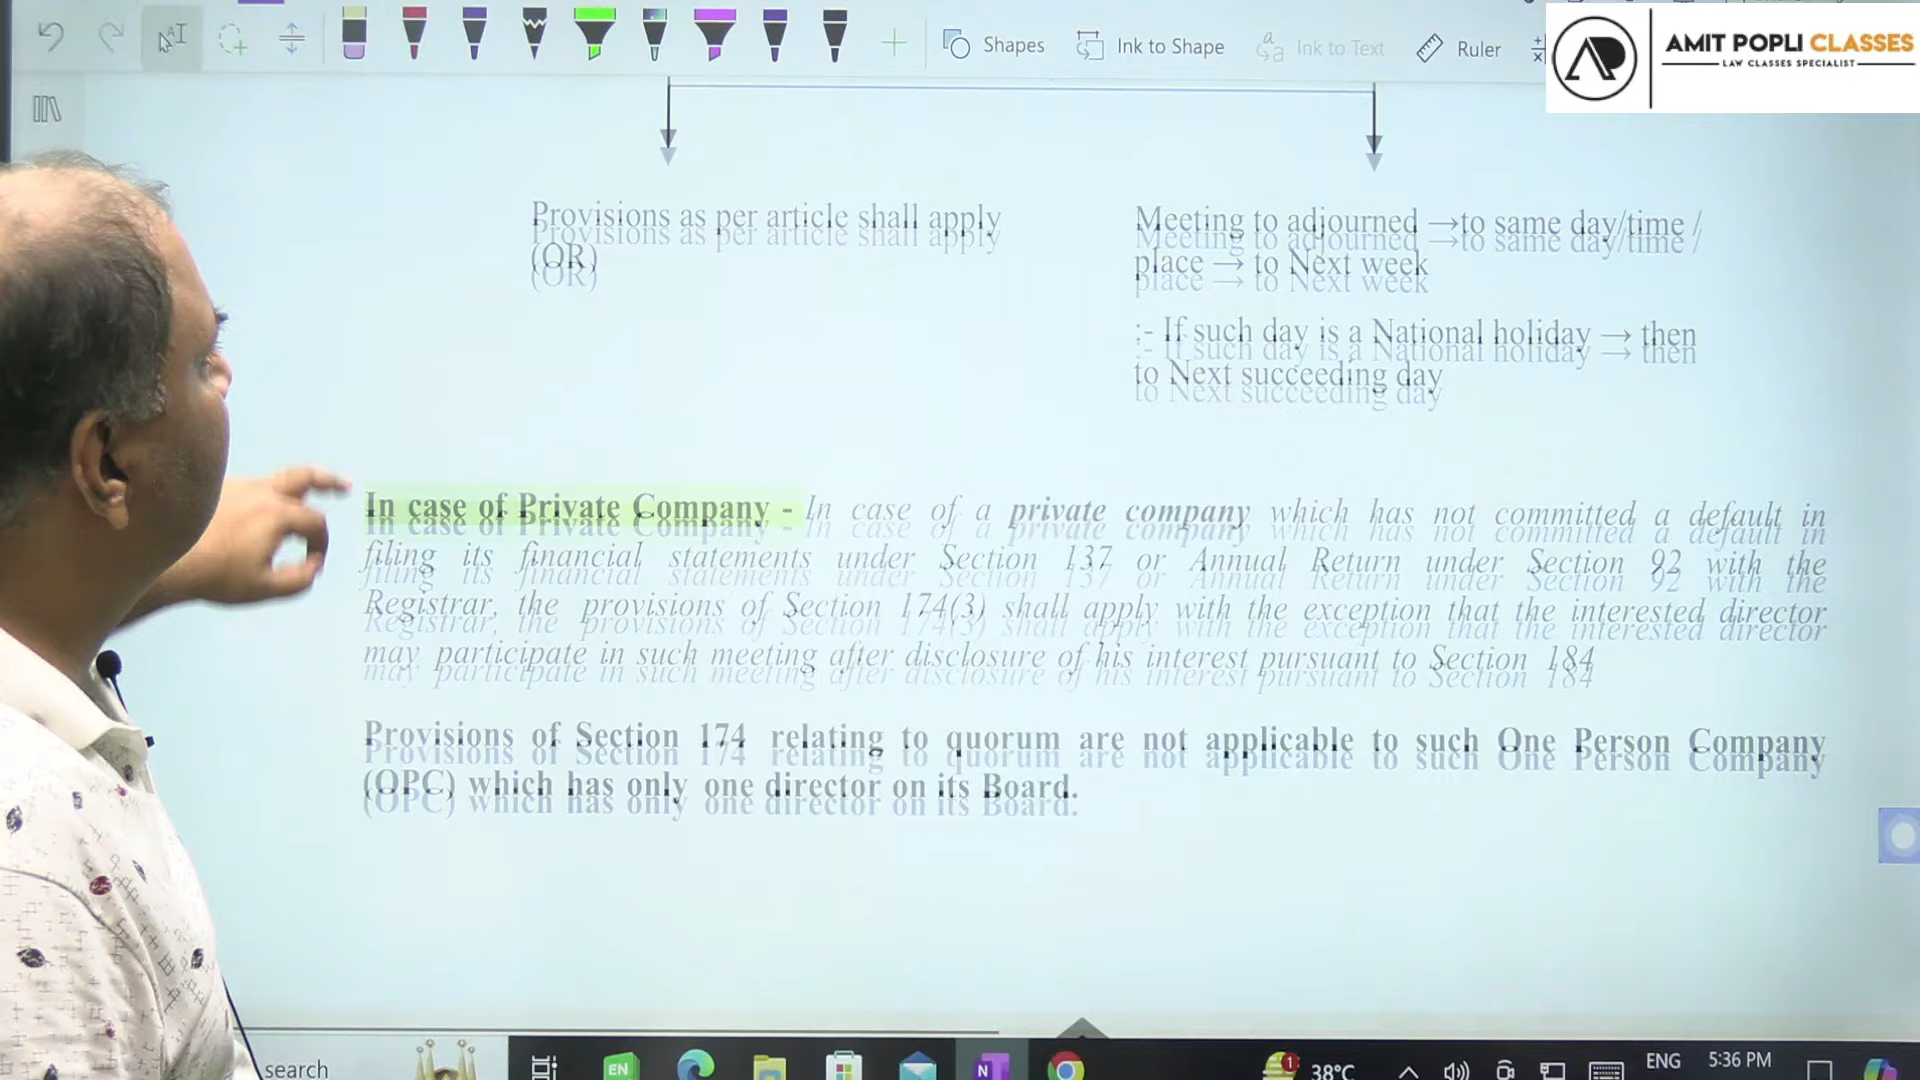 Shapes
Ink to Shape
Ink to Text
Ruler
AMIT POPLI CLASSES
LAW CLASSES SPECIALIST
Provisions as per article shall apply
(OR)
Meeting to adjourned →to same day/time /
place → to Next week
:- If such day is a National holiday → then
to Next succeeding day
In case of Private Company - In case of a private company which has not committed a default in
filing its financial statements under Section 137 or Annual Return under Section 92 with the
Registrar, the provisions of Section 174(3) shall apply with the exception that the interested director
may participate in such meeting after disclosure of his interest pursuant to Section 184
Provisions of Section 174 relating to quorum are not applicable to such One Person Company
(OPC) which has only one director on its Board.
search
EN
N
1
38°C
ENG
5:36 PM